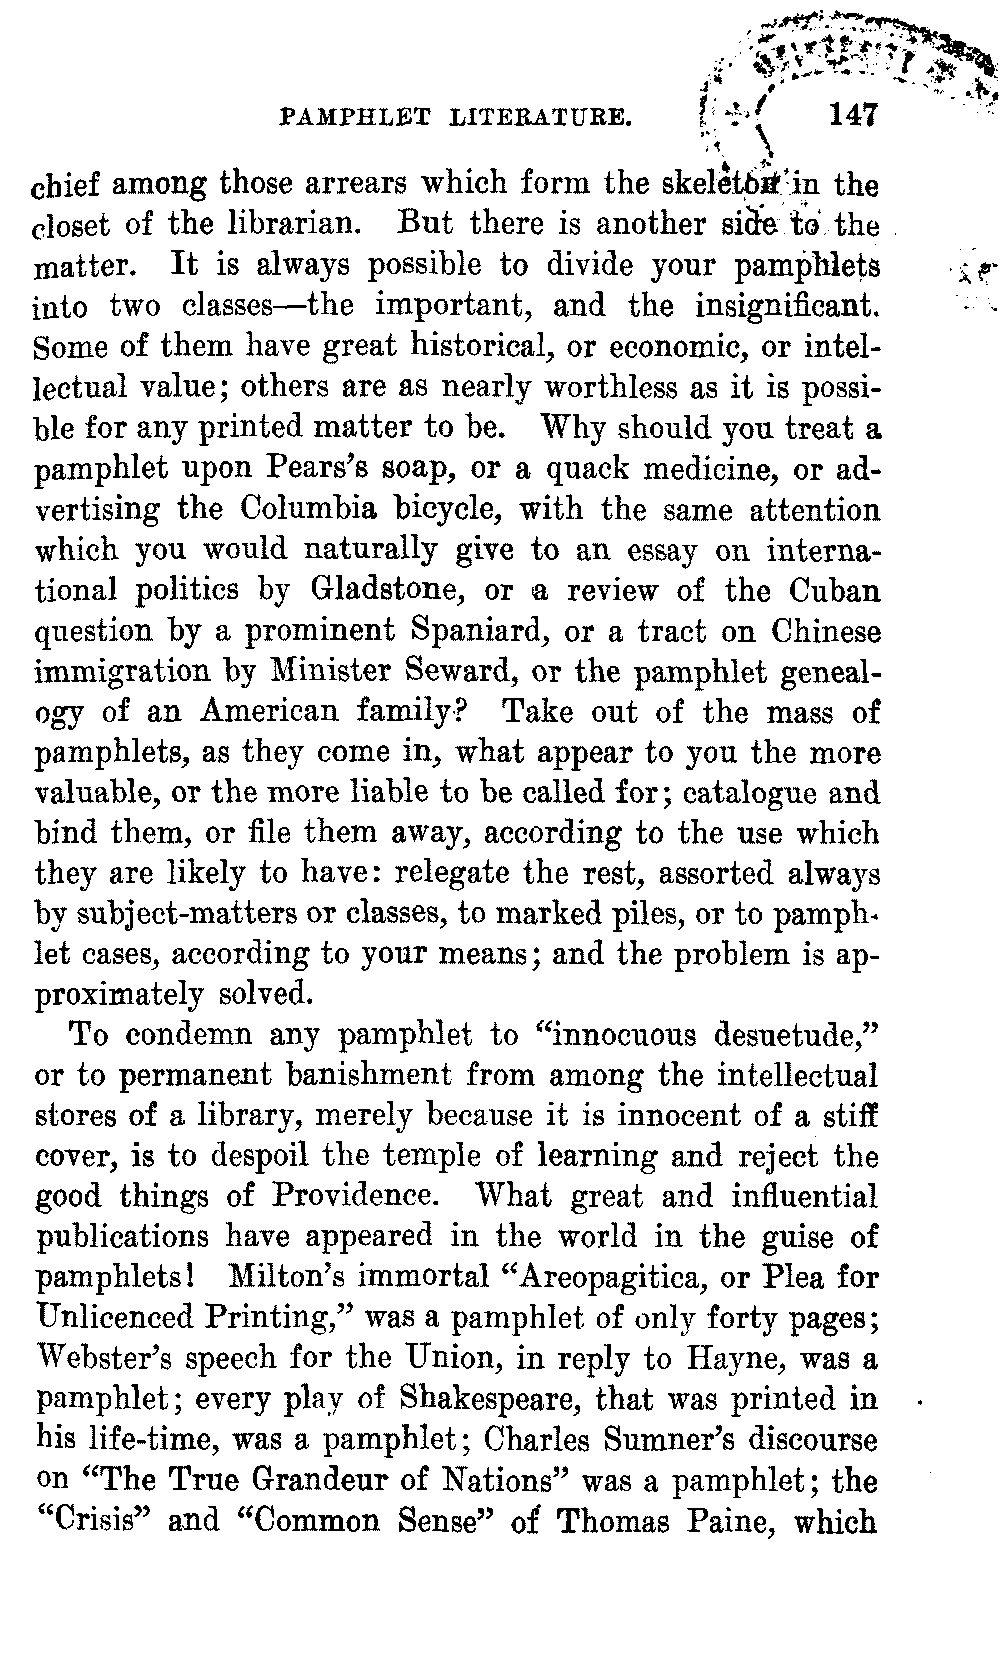 PAMPHLET LITERATURE. 147
chief among those arrears which form the skeleton in the
closet of the librarian. But there is another side to the
matter. It is always possible to divide your pamphlets
into two classes—the important, and the insignificant.
Some of them have great historical, or economic, or intel-
lectual value; others are as nearly worthless as it is possi-
ble for any printed matter to be. Why should you treat a
pamphlet upon Pears's soap, or a quack medicine, or ad-
vertising the Columbia bicycle, with the same attention
which you would naturally give to an essay on interna-
tional politics by Gladstone, or a review of the Cuban
question by a prominent Spaniard, or a tract on Chinese
immigration by Minister Seward, or the pamphlet geneal-
ogy of an American family? Take out of the mass of
pamphlets, as they come in, what appear to you the more
valuable, or the more liable to be called for; catalogue and
bind them, or file them away, according to the use which
they are likely to have: relegate the rest, assorted always
by subject-matters or classes, to marked piles, or to pamph-
let cases, according to your means; and the problem is ap-
proximately solved.
To condemn any pamphlet to “innocuous desuetude,”
or to permanent banishment from among the intellectual
stores of a library, merely because it is innocent of a stiff
cover, is to despoil the temple of learning and reject the
good things of Providence. What great and influential
publications have appeared in the world in the guise of
pamphlets! Milton's immortal “Areopagitica, or Plea for
Unlicenced Printing,” was a pamphlet of only forty pages;
Webster's speech for the Union, in reply to Hayne, was a
pamphlet; every play of Shakespeare, that was printed in
his life-time, was a pamphlet; Charles Sumner's discourse
on “The True Grandeur of Nations” was a pamphlet; the
“Crisis” and “Common Sense” of Thomas Paine, which